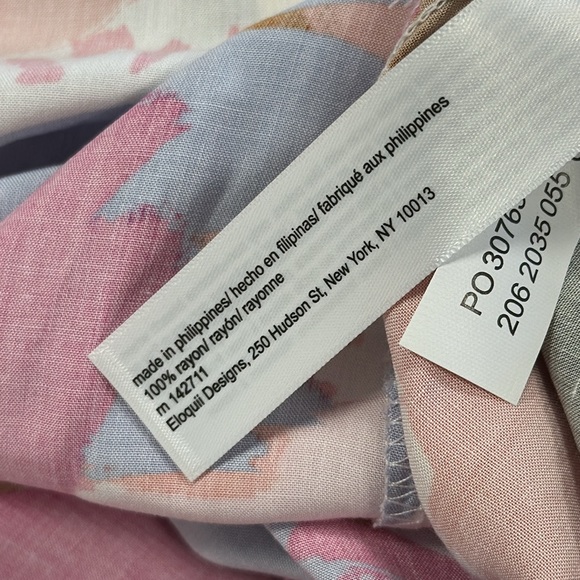 made in philippines/ hecho en filipinas/ fabriqué aux philippines
100% rayon/ rayón/ rayonne
m 142711
Eloquii Designs, 250 Hudson St, New York, NY 10013
PO 3076
206 2035 055